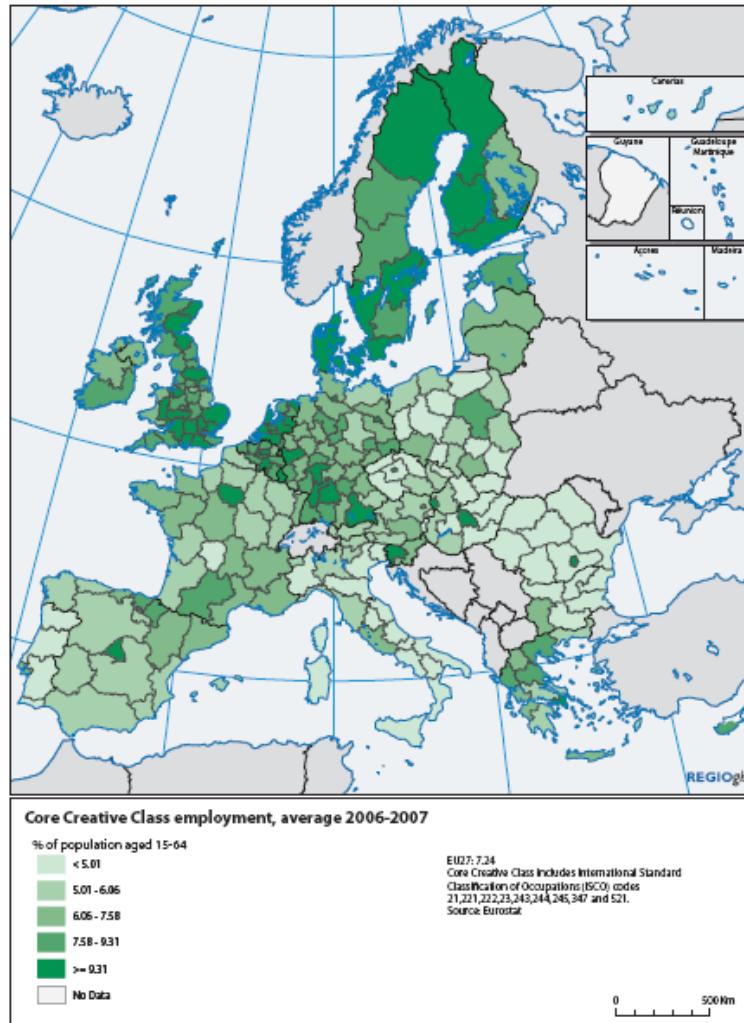 Canarias
Guyane
Guadeloupe
Martinique
Réunion
Açores
Madeira
REGIOg
Core Creative Class employment, average 2006-2007
% of population aged 15-64
< 5.01
5.01 - 6.06
6.06 - 7.58
7.58 - 9.31
>= 9.31
No Data
EU27: 7.24
Core Creative Class includes International Standard
Classification of Occupations (ISCO) codes
21,221,222,23,243,244,245,347 and 521.
Source: Eurostat
0 500 Km